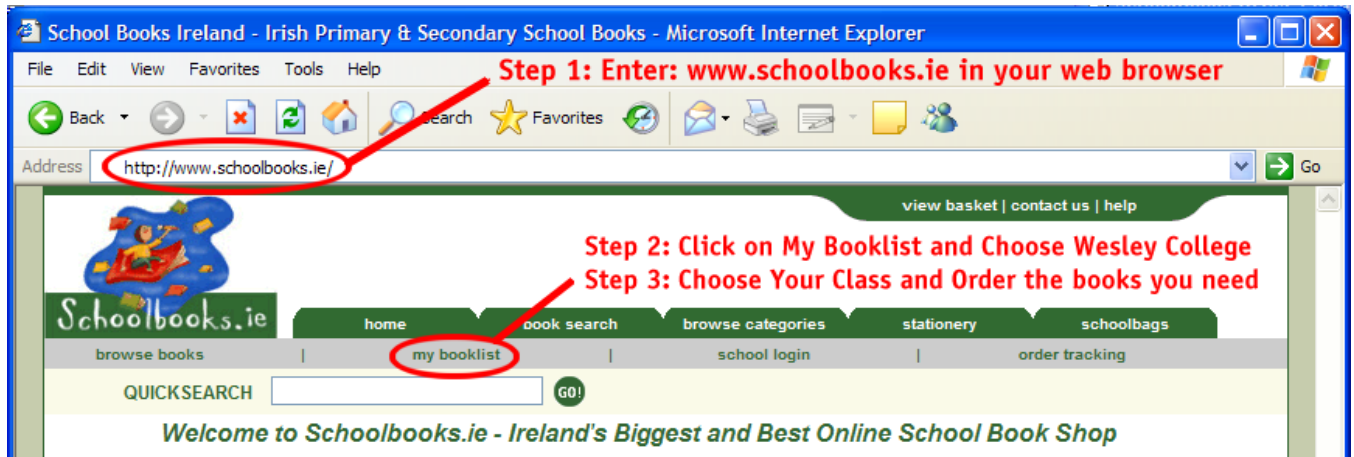 School Books Ireland - Irish Primary & Secondary School Books - Microsoft Internet Explorer
File Edit View Favorites Tools Help
Step 1: Enter: www.schoolbooks.ie in your web browser
Back Search Favorites
Address http://www.schoolbooks.ie/ Go
view basket | contact us | help
Step 2: Click on My Booklist and Choose Wesley College
Step 3: Choose Your Class and Order the books you need
Schoolbooks.ie
home book search browse categories stationery schoolbags
browse books | my booklist | school login | order tracking
QUICKSEARCH GO!
Welcome to Schoolbooks.ie - Ireland's Biggest and Best Online School Book Shop